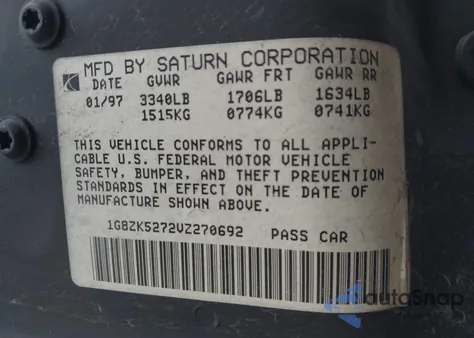 MFD BY SATURN CORPORATION
DATE GVWR GAWR FRT GAWR RR
01/97 3340LB 1706LB 1634LB
1515KG 0774KG 0741KG
THIS VEHICLE CONFORMS TO ALL APPLI-
CABLE U.S. FEDERAL MOTOR VEHICLE
SAFETY, BUMPER, AND THEFT PREVENTION
STANDARDS IN EFFECT ON THE DATE OF
MANUFACTURE SHOWN ABOVE.
1G8ZK5272VZ270692 PASS CAR
autoSnap